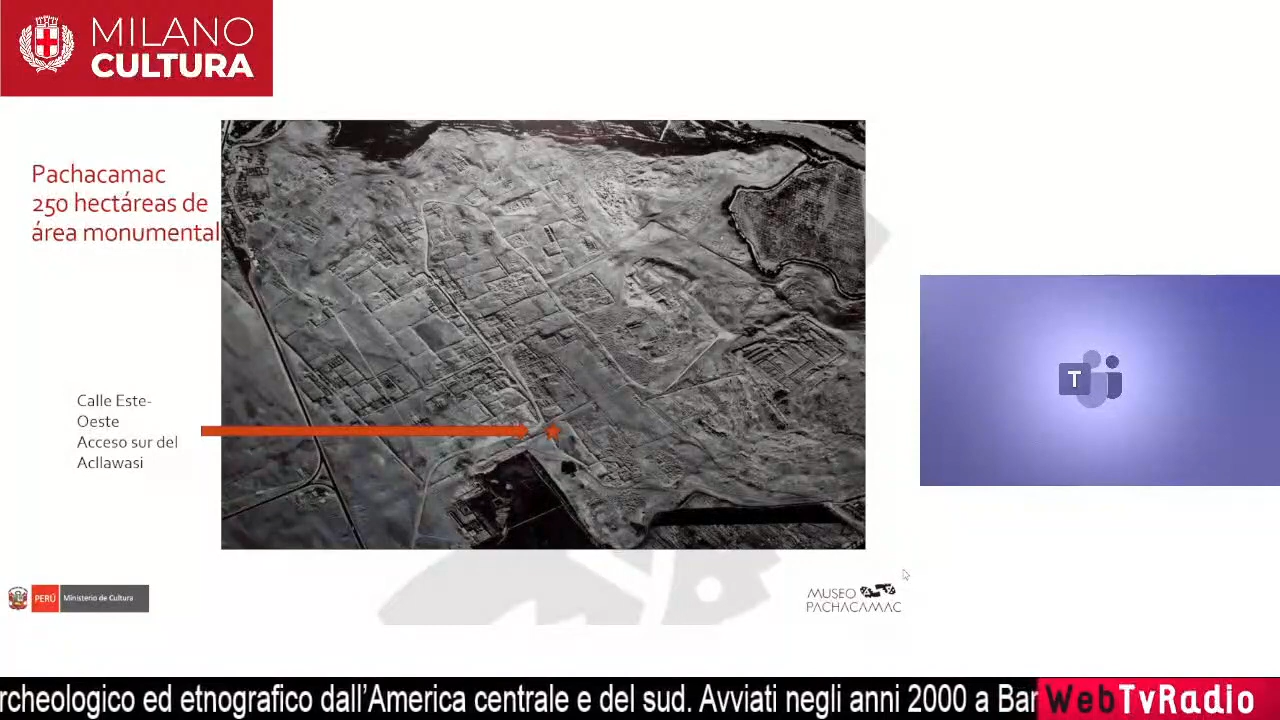 MILANO
CULTURA
Pachacamac
250 hectáreas de
área monumental
Calle Este-
Oeste
Acceso sur del
Acllawasi
T
PERÚ
Ministerio de Cultura
MUSEO
PACHACAMAC
rcheologico ed etnografico dall'America centrale e del sud. Avviati negli anni 2000 a Bar
WebTvRadio